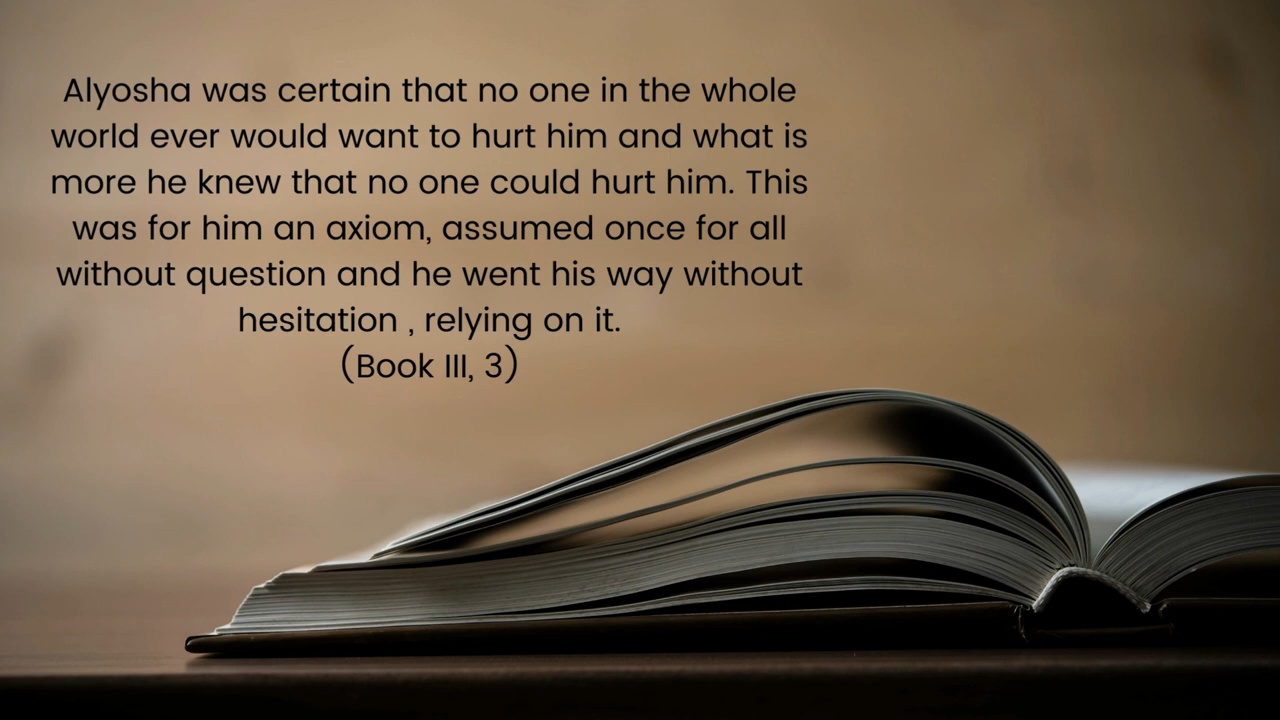 Alyosha was certain that no one in the whole
world ever would want to hurt him and what is
more he knew that no one could hurt him. This
was for him an axiom, assumed once for all
without question and he went his way without
hesitation , relying on it.
(Book III, 3)